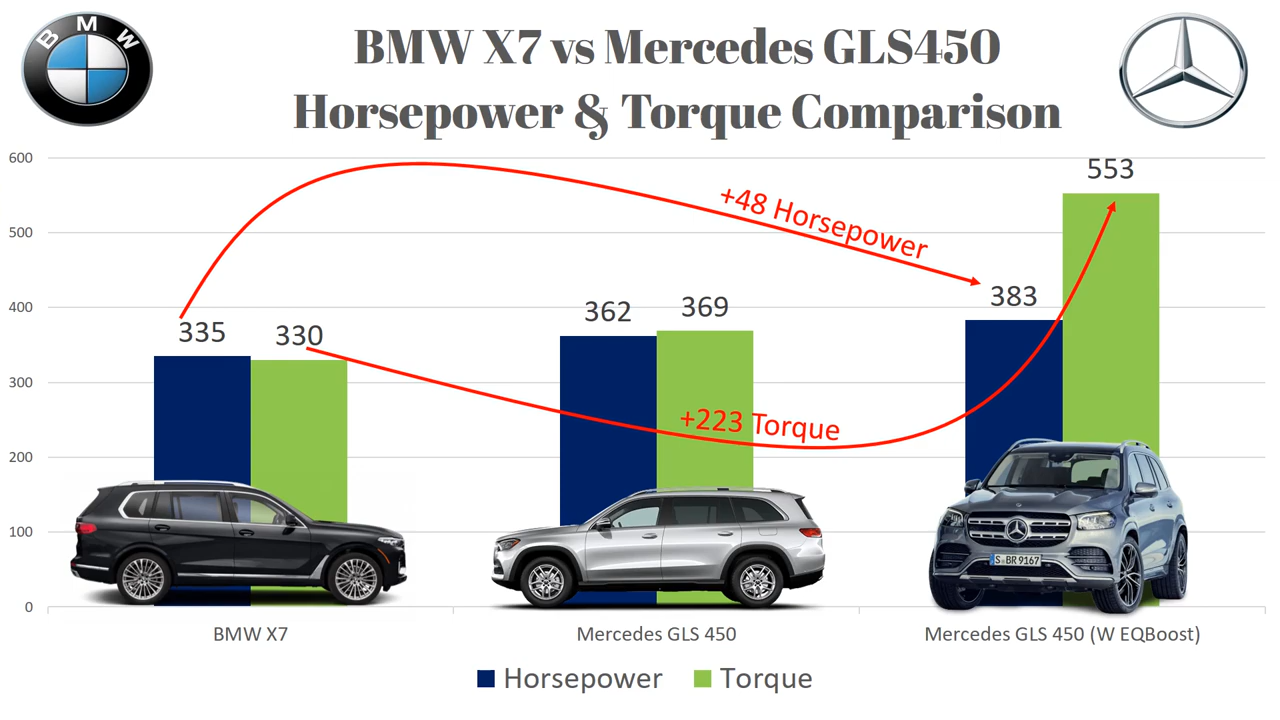 BMW
BMW X7 vs Mercedes GLS450
Horsepower & Torque Comparison
600
500
400
300
200
100
0
335
330
362
369
383
553
+48 Horsepower
+223 Torque
S BR 9167
BMW X7
Mercedes GLS 450
Mercedes GLS 450 (W EQBoost)
Horsepower
Torque